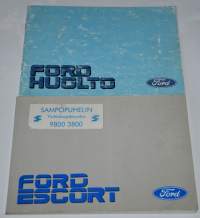 FORD
HUOLTO
Ford
SAMPOPUHELIN
9800 3800
FORD
ESCORT
Ford